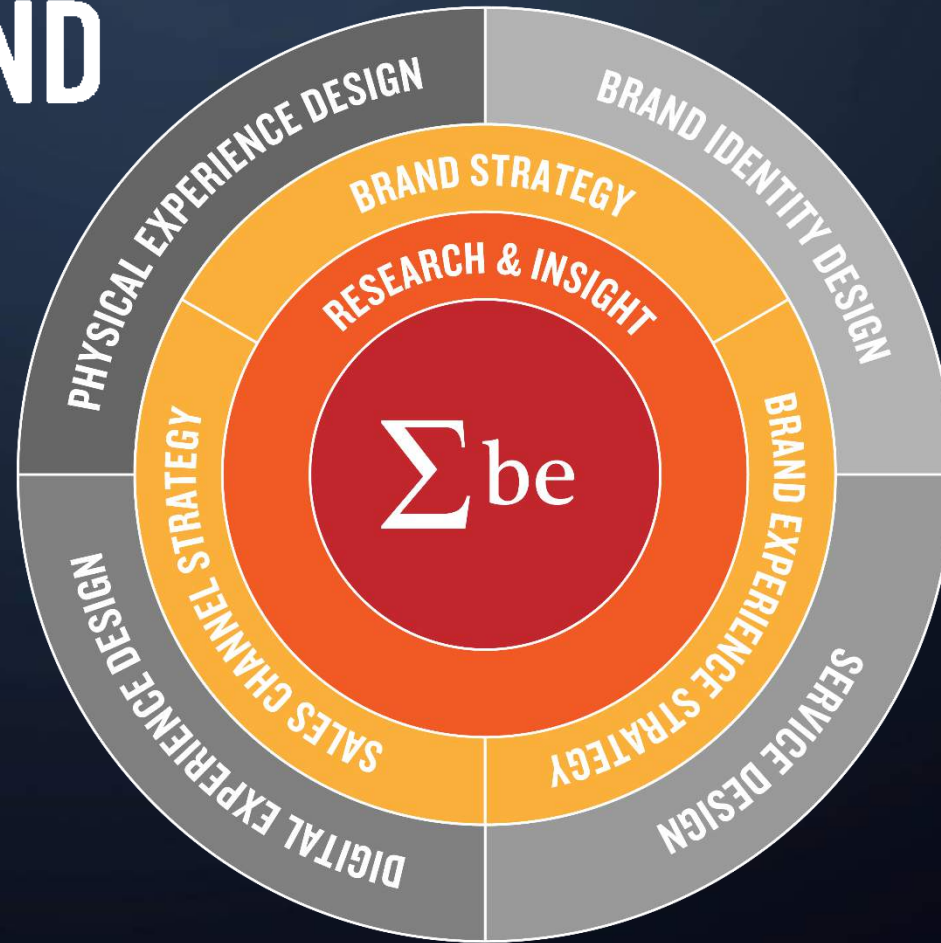 ND
PHYSICAL EXPERIENCE DESIGN
BRAND IDENTITY DESIGN
BRAND STRATEGY
RESEARCH & INSIGHT
Σbe
SALES CHANNEL STRATEGY
BRAND EXPERIENCE STRATEGY
DIGITAL EXPERIENCE DESIGN
SERVICE DESIGN